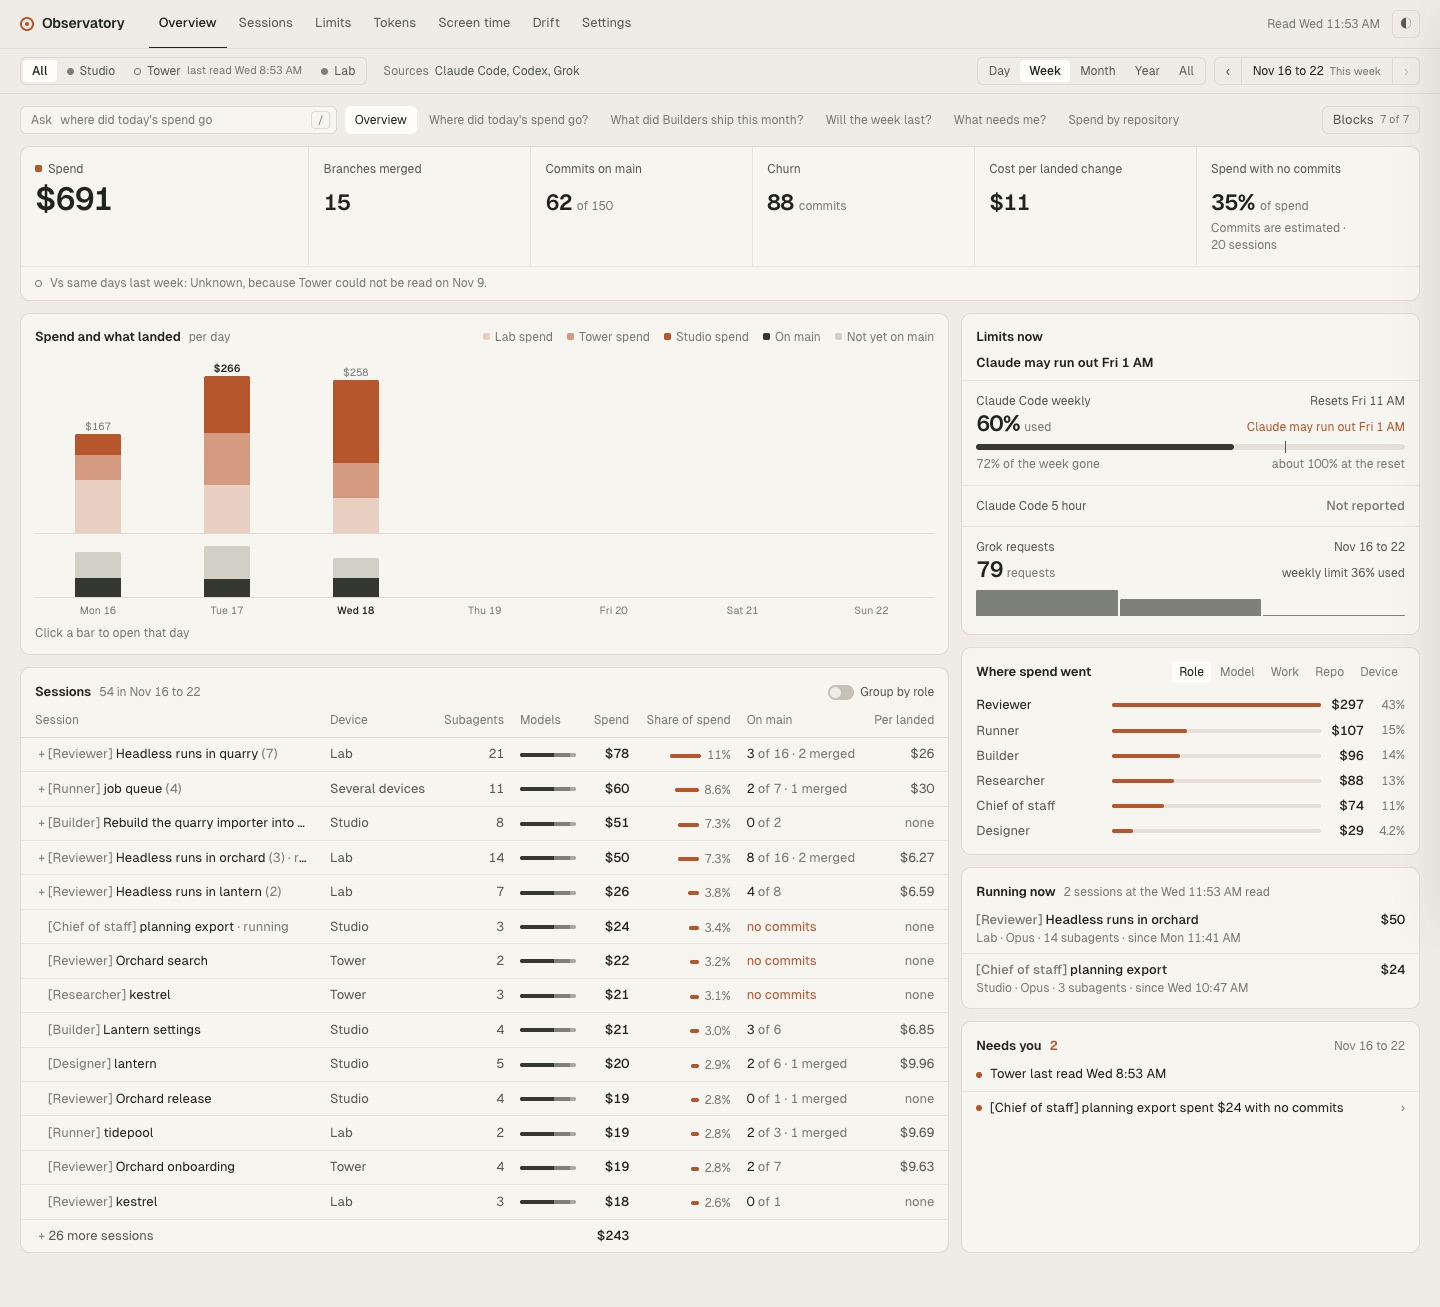 Observatory
Overview Sessions Limits Tokens Screen time Drift Settings
Read Wed 11:53 AM
All Studio Tower last read Wed 8:53 AM Lab
Sources Claude Code, Codex, Grok
Day Week Month Year All
‹ Nov 16 to 22 This week ›
Ask where did today's spend go /
Overview Where did today's spend go? What did Builders ship this month? Will the week last? What needs me? Spend by repository
Blocks 7 of 7
Spend
$691
Branches merged
15
Commits on main
62 of 150
Churn
88 commits
Cost per landed change
$11
Spend with no commits
35% of spend
Commits are estimated ·
20 sessions
Vs same days last week: Unknown, because Tower could not be read on Nov 9.
Spend and what landed per day
Lab spend Tower spend Studio spend On main Not yet on main
$167 $266 $258
Mon 16 Tue 17 Wed 18 Thu 19 Fri 20 Sat 21 Sun 22
Click a bar to open that day
Limits now
Claude may run out Fri 1 AM
Claude Code weekly Resets Fri 11 AM
60% used Claude may run out Fri 1 AM
72% of the week gone about 100% at the reset
Claude Code 5 hour Not reported
Grok requests Nov 16 to 22
79 requests weekly limit 36% used
Sessions 54 in Nov 16 to 22 Group by role
Session Device Subagents Models Spend Share of spend On main Per landed
+ [Reviewer] Headless runs in quarry (7) Lab 21 $78 11% 3 of 16 · 2 merged $26
+ [Runner] job queue (4) Several devices 11 $60 8.6% 2 of 7 · 1 merged $30
+ [Builder] Rebuild the quarry importer into … Studio 8 $51 7.3% 0 of 2 none
+ [Reviewer] Headless runs in orchard (3) · r… Lab 14 $50 7.3% 8 of 16 · 2 merged $6.27
+ [Reviewer] Headless runs in lantern (2) Lab 7 $26 3.8% 4 of 8 $6.59
[Chief of staff] planning export · running Studio 3 $24 3.4% no commits none
[Reviewer] Orchard search Tower 2 $22 3.2% no commits none
[Researcher] kestrel Tower 3 $21 3.1% no commits none
[Builder] Lantern settings Studio 4 $21 3.0% 3 of 6 $6.85
[Designer] lantern Studio 5 $20 2.9% 2 of 6 · 1 merged $9.96
[Reviewer] Orchard release Studio 4 $19 2.8% 0 of 1 · 1 merged none
[Runner] tidepool Lab 2 $19 2.8% 2 of 3 · 1 merged $9.69
[Reviewer] Orchard onboarding Tower 4 $19 2.8% 2 of 7 $9.63
[Reviewer] kestrel Lab 3 $18 2.6% 0 of 1 none
+ 26 more sessions $243
Where spend went Role Model Work Repo Device
Reviewer $297 43%
Runner $107 15%
Builder $96 14%
Researcher $88 13%
Chief of staff $74 11%
Designer $29 4.2%
Running now 2 sessions at the Wed 11:53 AM read
[Reviewer] Headless runs in orchard $50
Lab · Opus · 14 subagents · since Mon 11:41 AM
[Chief of staff] planning export $24
Studio · Opus · 3 subagents · since Wed 10:47 AM
Needs you 2 Nov 16 to 22
Tower last read Wed 8:53 AM
[Chief of staff] planning export spent $24 with no commits ›